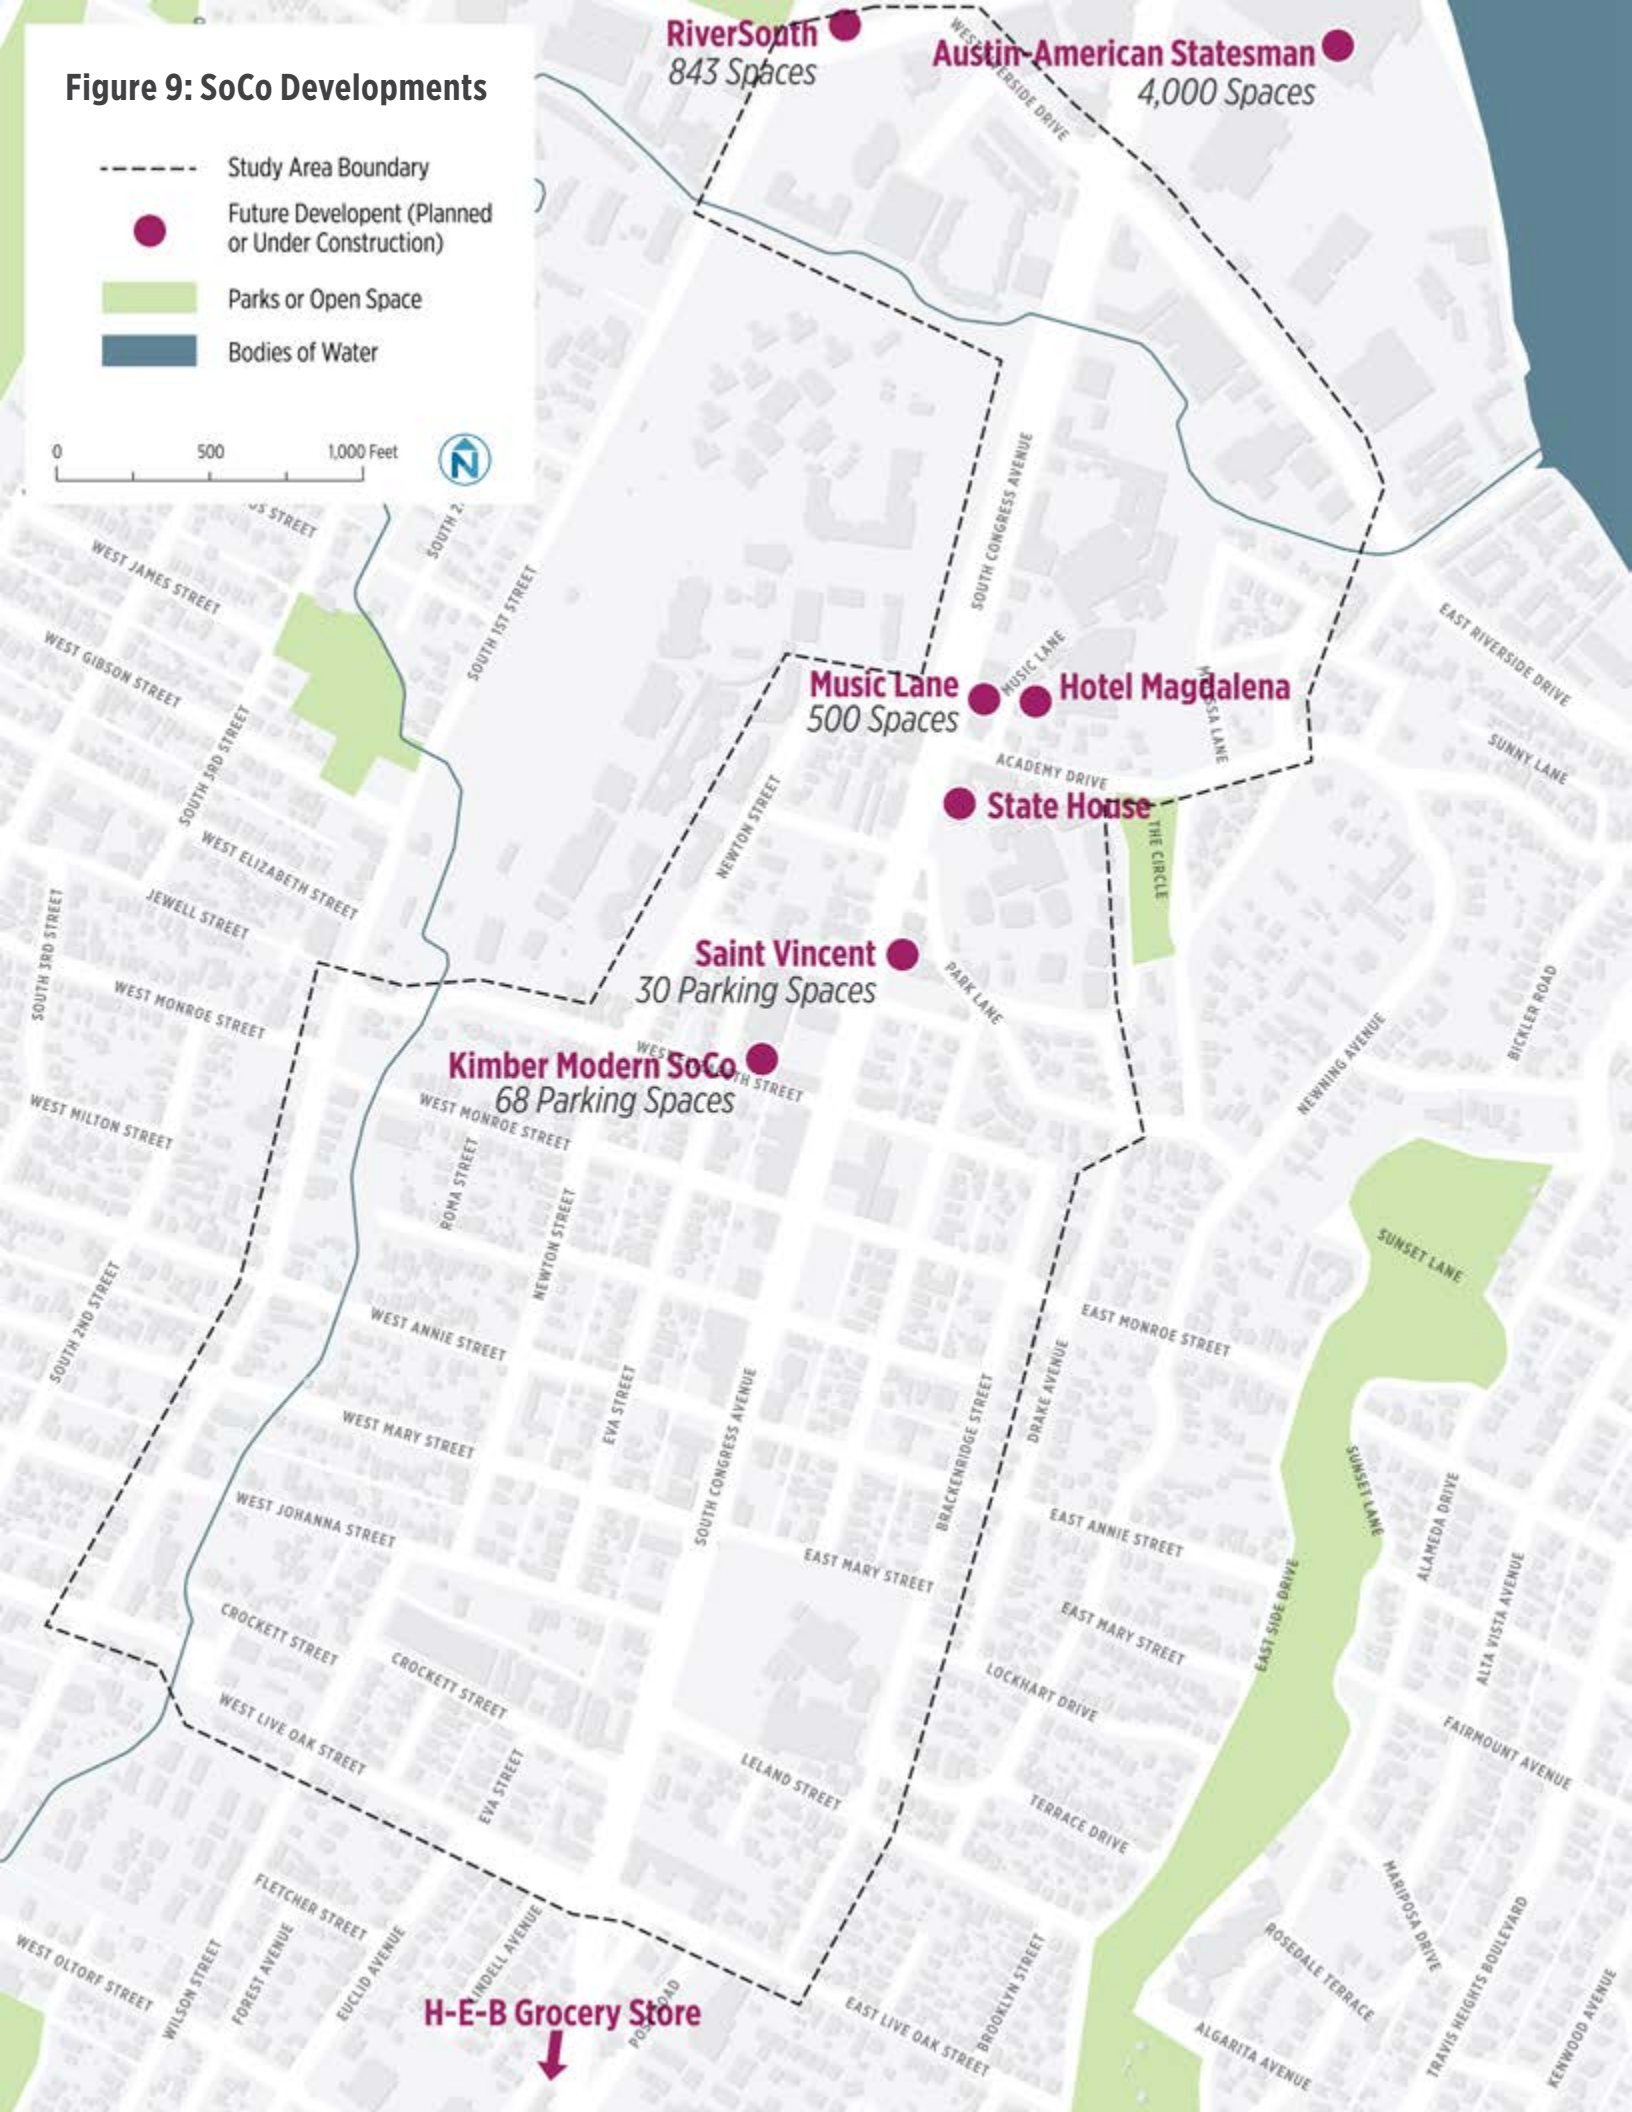 RiverSouth
843 Spaces
WEST RIVERSIDE DRIVE
Austin-American Statesman
4,000 Spaces
Figure 9: SoCo Developments
Study Area Boundary
Future Developent (Planned
or Under Construction)
Parks or Open Space
Bodies of Water
0 500 1,000 Feet
N
SOUTH 2
WEST JAMES STREET
WEST GIBSON STREET
SOUTH 1ST STREET
SOUTH CONGRESS AVENUE
EAST RIVERSIDE DRIVE
SUNNY LANE
MUSIC LANE
Music Lane
500 Spaces
Hotel Magdalena
ACADEMY DRIVE
State House
THE CIRCLE
SOUTH 3RD STREET
NEWTON STREET
WEST ELIZABETH STREET
JEWELL STREET
SOUTH 3RD STREET
WEST MONROE STREET
Saint Vincent
30 Parking Spaces
PARK LANE
BICKLER ROAD
NEWNING AVENUE
Kimber Modern SoCo
68 Parking Spaces
WEST MILTON STREET
WEST MONROE STREET
ROMA STREET
NEWTON STREET
SUNSET LANE
SOUTH 2ND STREET
WEST ANNIE STREET
EAST MONROE STREET
DRAKE AVENUE
EVA STREET
SOUTH CONGRESS AVENUE
BRACKENRIDGE STREET
WEST MARY STREET
SUNSET LANE
ALAMEDA DRIVE
WEST JOHANNA STREET
EAST ANNIE STREET
EAST MARY STREET
ALTA VISTA AVENUE
EAST SIDE DRIVE
CROCKETT STREET
EAST MARY STREET
CROCKETT STREET
LOCKHART DRIVE
WEST LIVE OAK STREET
FAIRMOUNT AVENUE
EVA STREET
LELAND STREET
TERRACE DRIVE
FLETCHER STREET
MARIPOSA DRIVE
WEST OLTORF STREET
WILSON STREET
FOREST AVENUE
EUCLID AVENUE
LINDELL AVENUE
ROSEDALE TERRACE
TRAVIS HEIGHTS BOULEVARD
KENWOOD AVENUE
H-E-B Grocery Store
EAST LIVE OAK STREET
BROOKLYN STREET
ALGARITA AVENUE